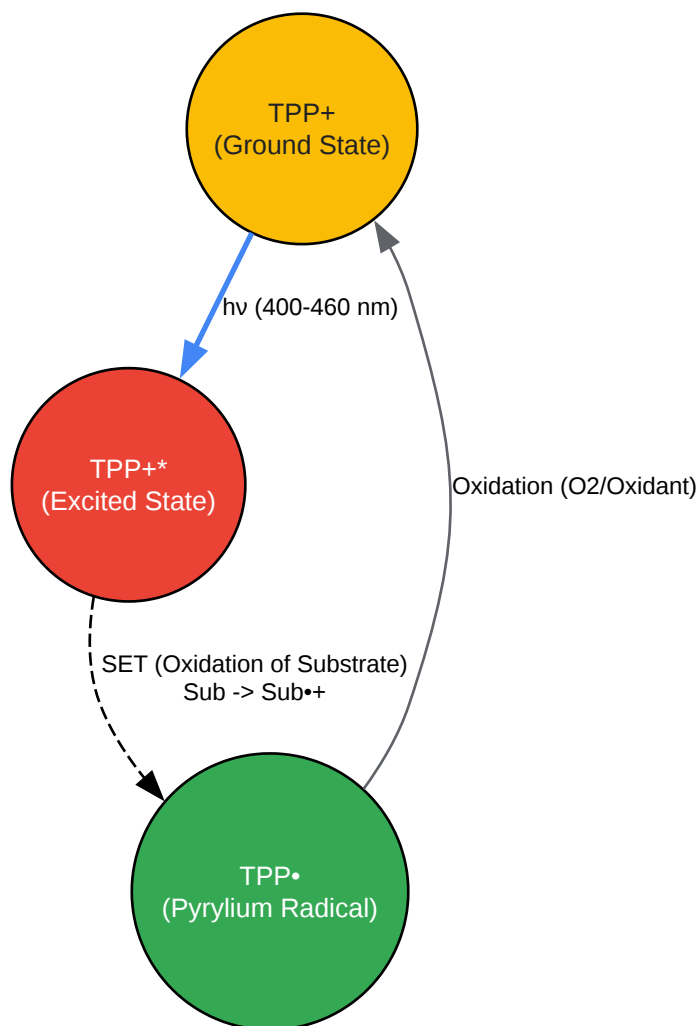 TPP+
(Ground State)
hν (400-460 nm)
TPP+*
(Excited State)
Oxidation (O2/Oxidant)
SET (Oxidation of Substrate)
Sub -> Sub•+
TPP•
(Pyrylium Radical)